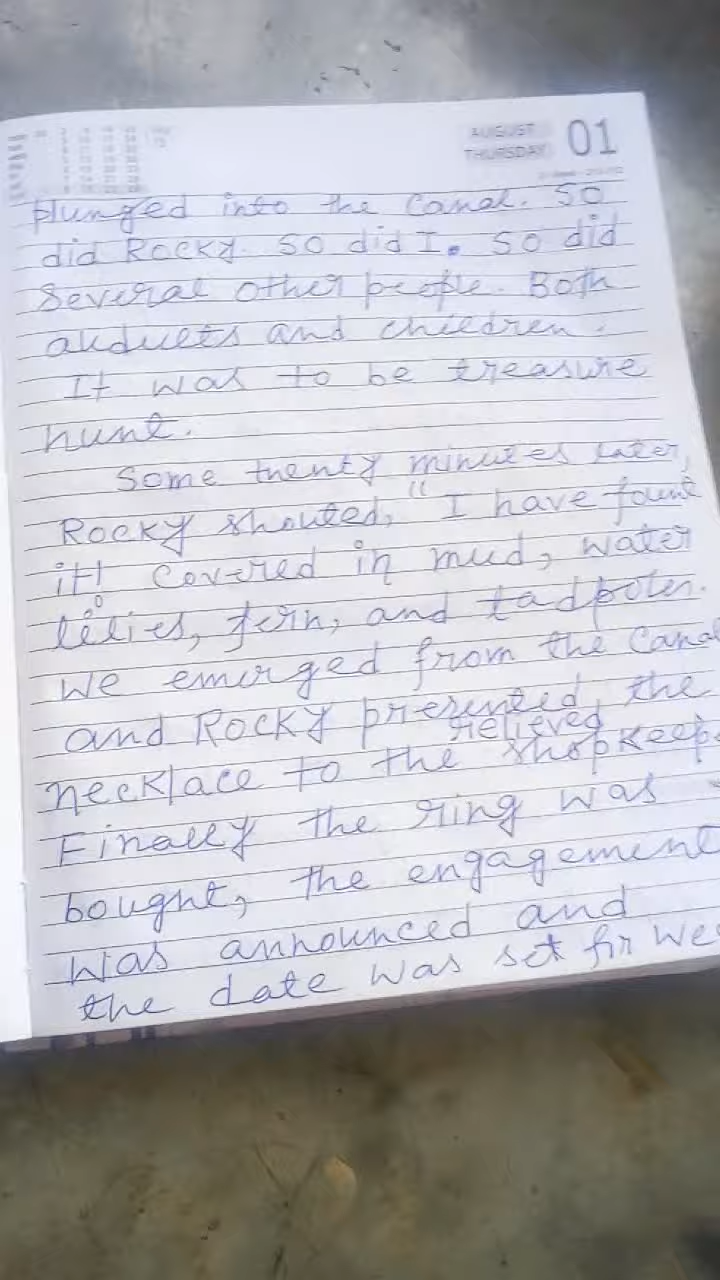 AUGUST
THURSDAY 01
plunged into the canal. So
did Rocky. So did I. So did
several other people. Both
auduets and children.
It was to be treasure
hunt.
Some twenty minutes later,
Rocky shouted, "I have found
it! Covered in mud, water
lilies, fern, and tadpoles.
We emerged from the Canal
and Rocky presented the
relieved
necklace to the shopkeep
Finally the ring was
bought, the engagement
was announced and
the date was set for We